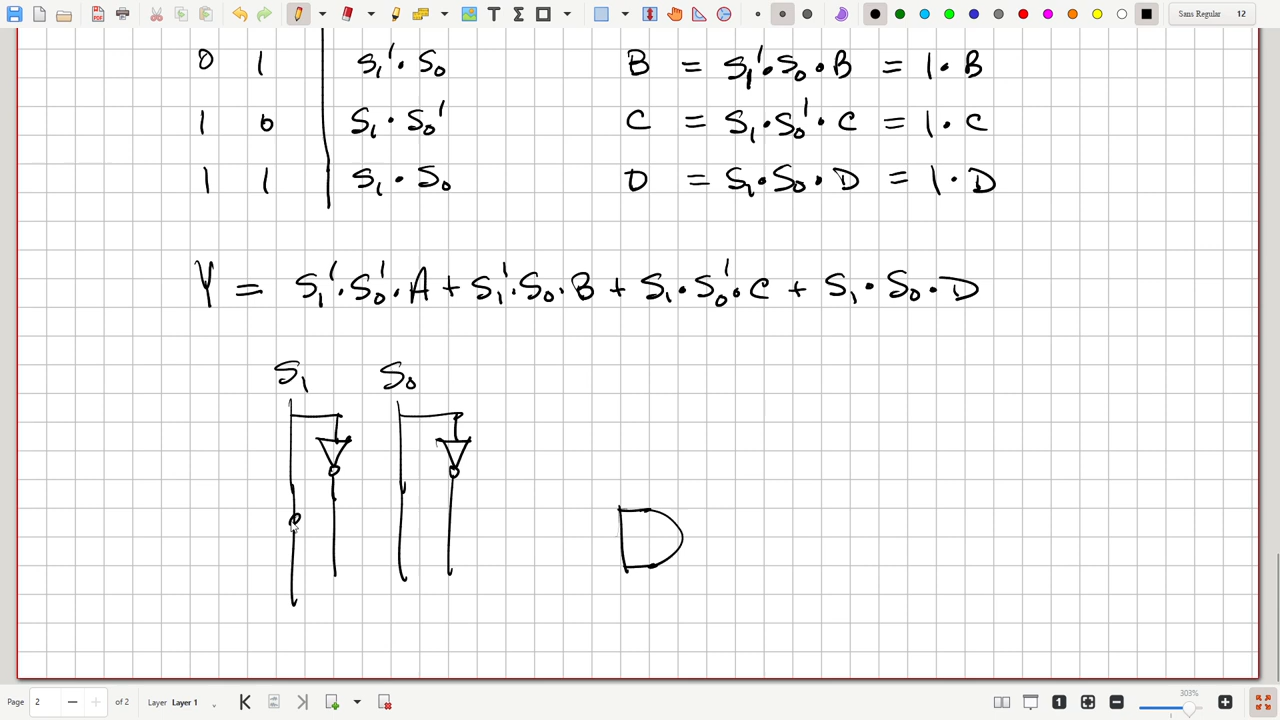 Sans Regular 12
0 1 S₁'·S₀ B = S₁'·S₀·B = 1·B
1 0 S₁·S₀' C = S₁·S₀'·C = 1·C
1 1 S₁·S₀ D = S₁·S₀·D = 1·D
Y = S₁'·S₀'·A + S₁'·S₀·B + S₁·S₀'·C + S₁·S₀·D
S₁ S₀
Page 2 of 2 Layer Layer 1 303%